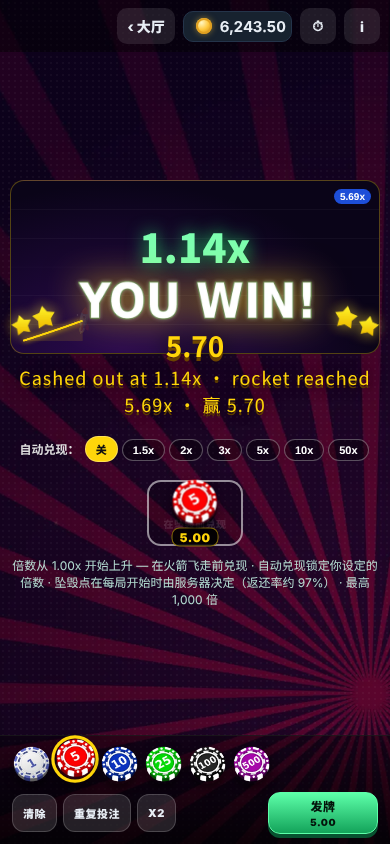 ‹ 大厅
6,243.50
i
5.69x
1.14x
YOU WIN!
5.70
Cashed out at 1.14x · rocket reached
5.69x · 赢 5.70
自动兑现: 关 1.5x 2x 3x 5x 10x 50x
5
5.00
倍数从 1.00x 开始上升 — 在火箭飞走前兑现 · 自动兑现锁定你设定的
倍数 · 坠毁点在每局开始时由服务器决定（返还率约 97%） · 最高
1,000 倍
1 5 10 25 100 500
清除 重复投注 X2 发牌
5.00